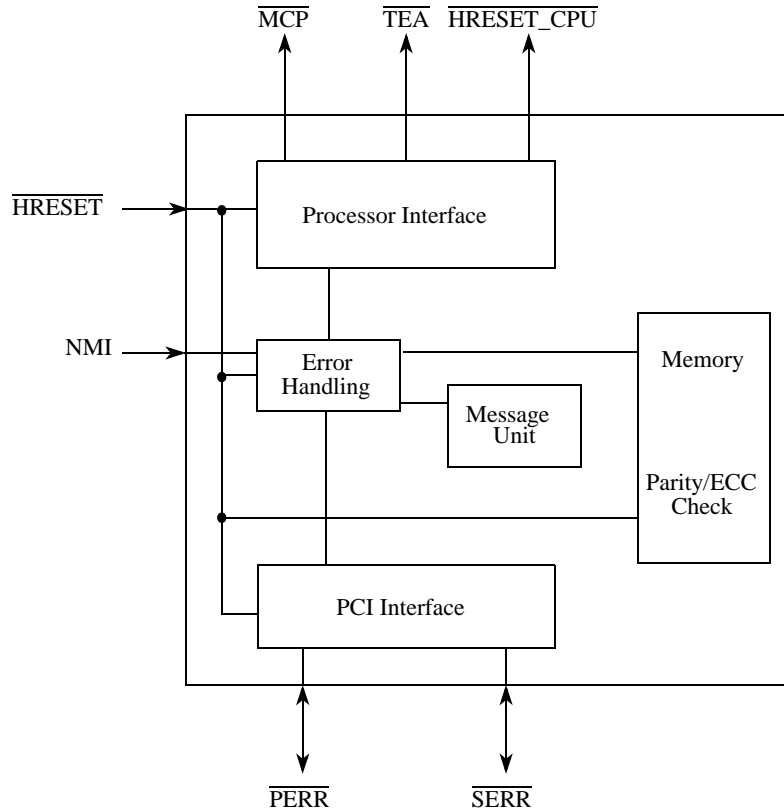 MCP
TEA
HRESET_CPU
HRESET
Processor Interface
NMI
Error
Handling
Memory
Message
Unit
Parity/ECC
Check
PCI Interface
PERR
SERR